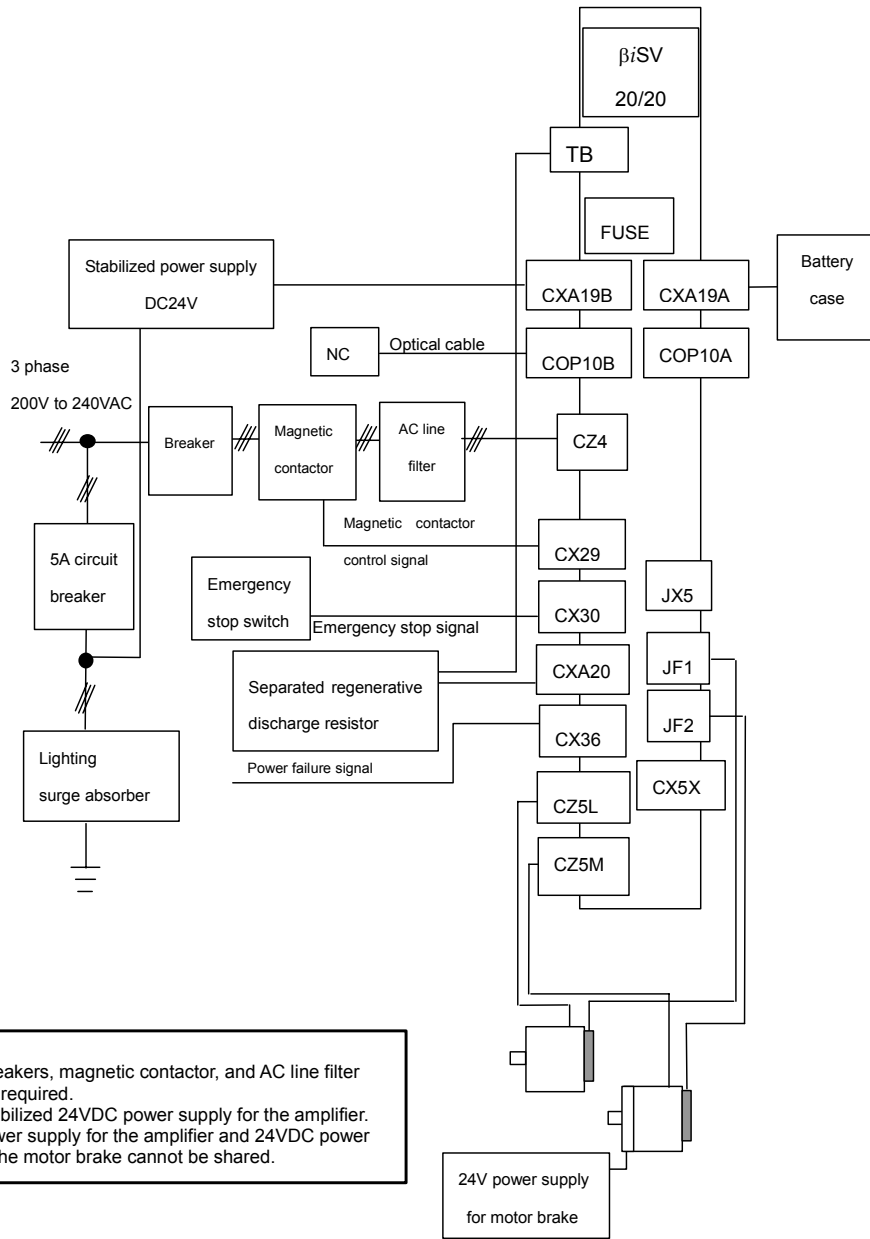 βiSV
20/20
TB
FUSE
Stabilized power supply
DC24V
CXA19B
CXA19A
Battery
case
NC
Optical cable
COP10B
COP10A
3 phase
200V to 240VAC
Breaker
Magnetic
contactor
AC line
filter
CZ4
Magnetic contactor
control signal
CX29
5A circuit
breaker
Emergency
stop switch
Emergency stop signal
CX30
JX5
Separated regenerative
discharge resistor
CXA20
JF1
CX36
JF2
Power failure signal
Lighting
surge absorber
CZ5L
CX5X
CZ5M
eakers, magnetic contactor, and AC line filter
required.
bilized 24VDC power supply for the amplifier.
wer supply for the amplifier and 24VDC power
he motor brake cannot be shared.
24V power supply
for motor brake